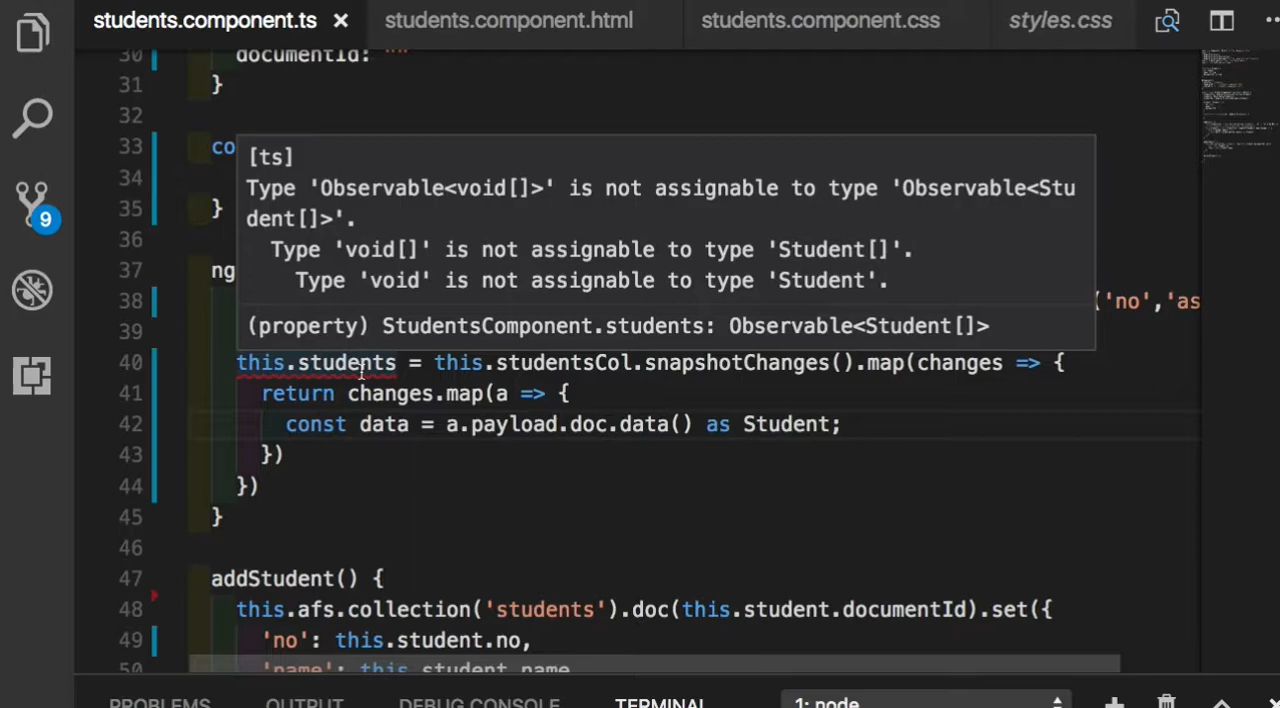 students.component.ts × students.component.html students.component.css styles.css
30 documentId: ""
31 }
32
33 co
34
35 }
36
37 ng
38 ('no','as
39
[ts]
Type 'Observable<void[]>' is not assignable to type 'Observable<Stu
dent[]>'.
Type 'void[]' is not assignable to type 'Student[]'.
Type 'void' is not assignable to type 'Student'.
(property) StudentsComponent.students: Observable<Student[]>
40 this.students = this.studentsCol.snapshotChanges().map(changes => {
41 return changes.map(a => {
42 const data = a.payload.doc.data() as Student;
43 })
44 })
45 }
46
47 addStudent() {
48 this.afs.collection('students').doc(this.student.documentId).set({
49 'no': this.student.no,
50 'name': this.student.name
9
PROBLEMS OUTPUT DEBUG CONSOLE TERMINAL 1: node